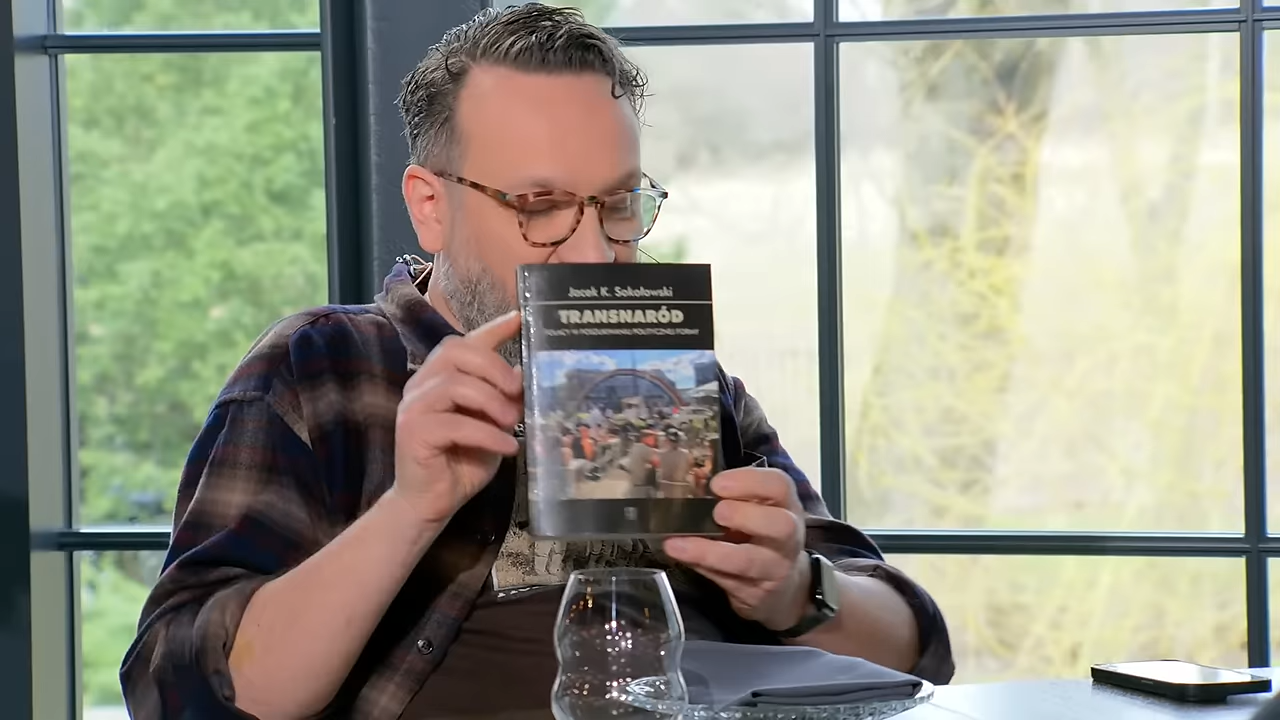 Jacek K. Sokołowski
TRANSNARÓD
POLACY W POSZUKIWANIU POLITYCZNEJ FORMY